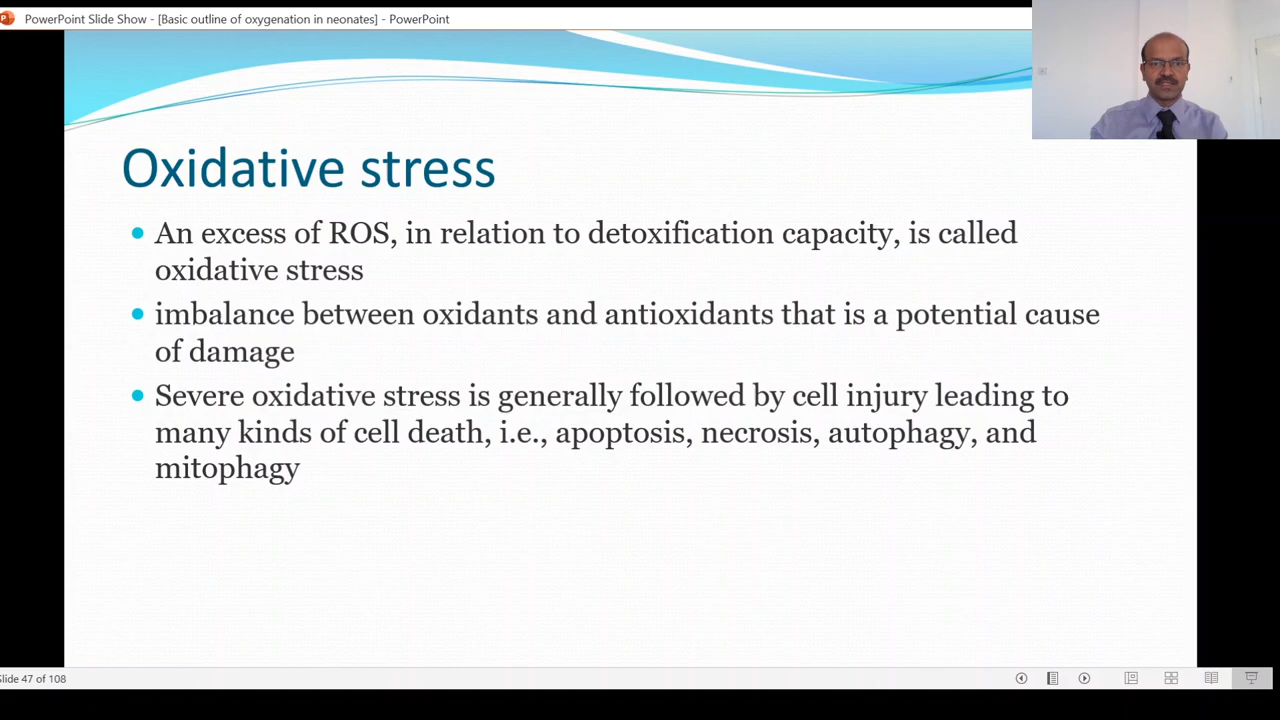 PowerPoint Slide Show - [Basic outline of oxygenation in neonates] - PowerPoint
Oxidative stress
An excess of ROS, in relation to detoxification capacity, is called
oxidative stress
imbalance between oxidants and antioxidants that is a potential cause
of damage
Severe oxidative stress is generally followed by cell injury leading to
many kinds of cell death, i.e., apoptosis, necrosis, autophagy, and
mitophagy
Slide 47 of 108